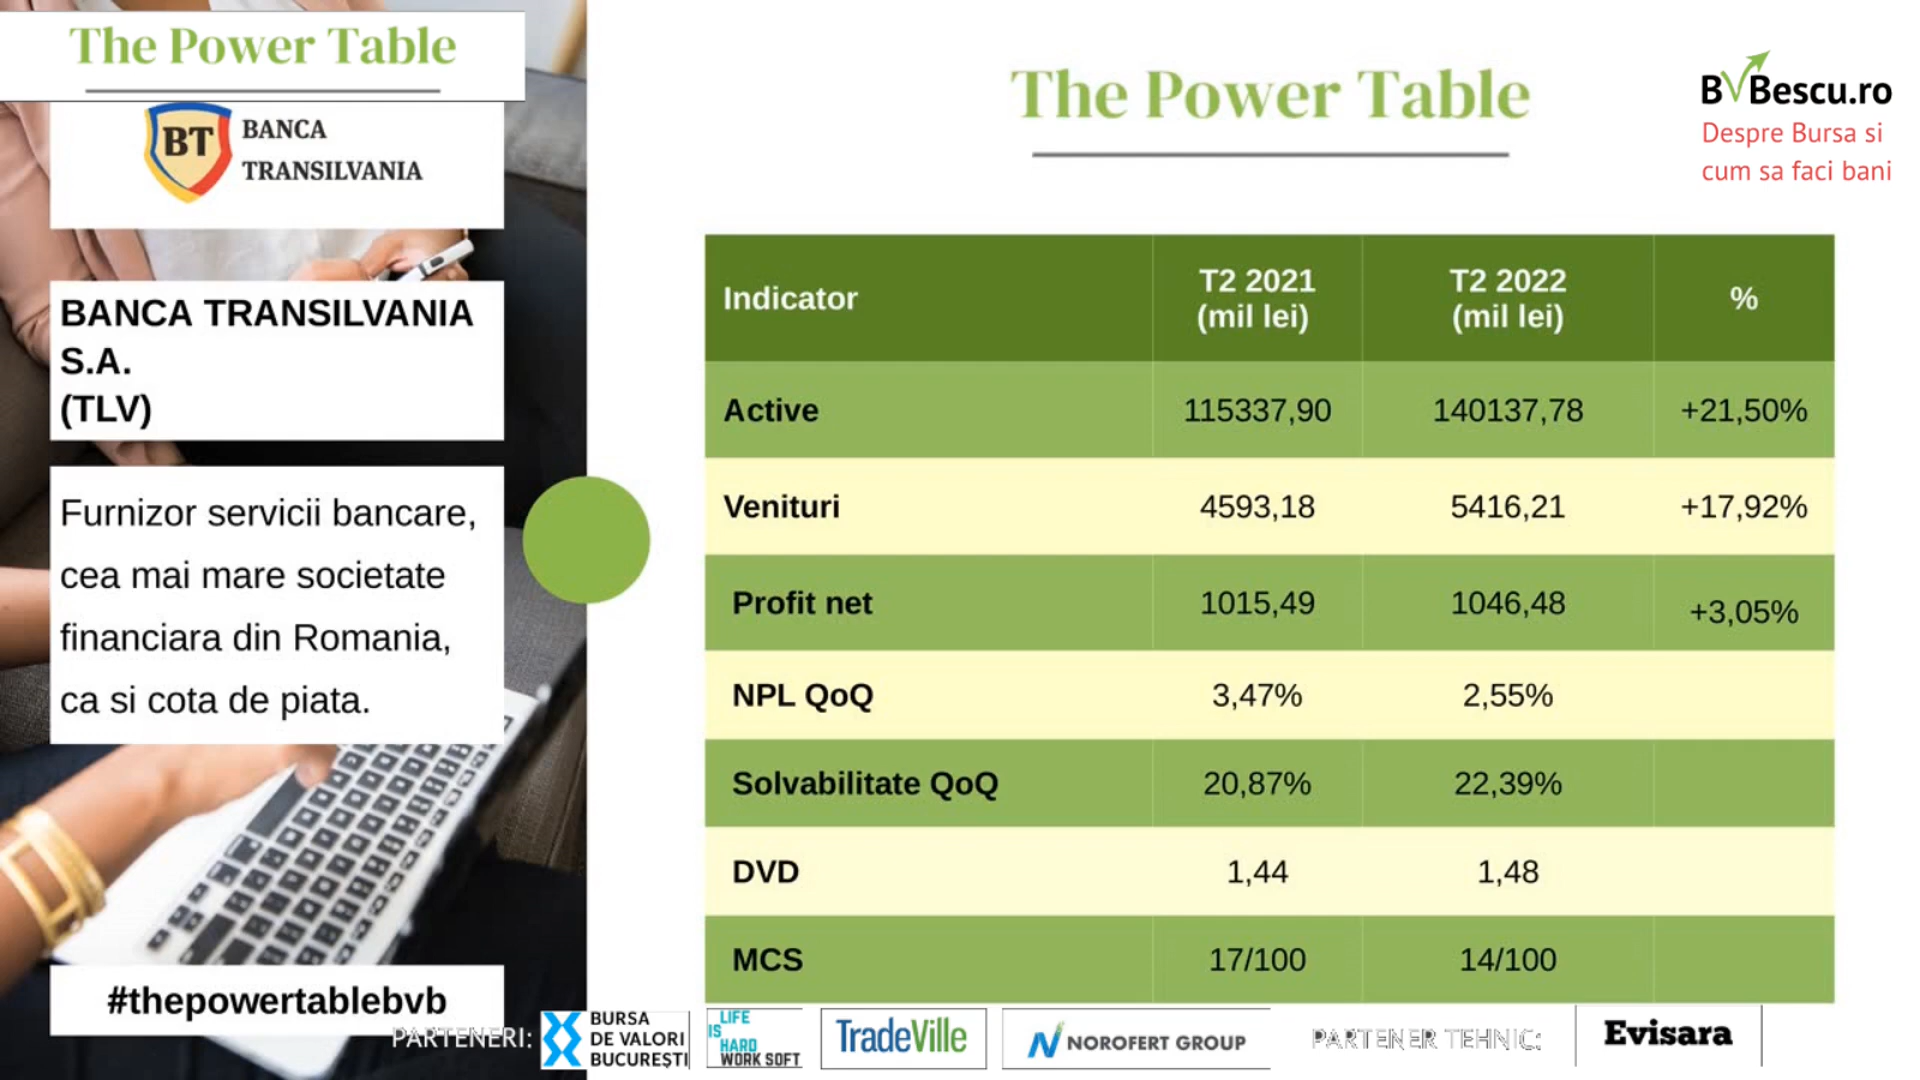 The Power Table
BT BANCA
TRANSILVANIA
BANCA TRANSILVANIA
S.A.
(TLV)
Furnizor servicii bancare,
cea mai mare societate
financiara din Romania,
ca si cota de piata.
#thepowertablebvb
The Power Table
BVBescu.ro
Despre Bursa si
cum sa faci bani
Indicator T2 2021 (mil lei) T2 2022 (mil lei) %
Active 115337,90 140137,78 +21,50%
Venituri 4593,18 5416,21 +17,92%
Profit net 1015,49 1046,48 +3,05%
NPL QoQ 3,47% 2,55%
Solvabilitate QoQ 20,87% 22,39%
DVD 1,44 1,48
MCS 17/100 14/100
PARTENERI:
BURSA
DE VALORI
BUCUREȘTI
LIFE
IS
HARD
WORK SOFT
TradeVille
NOROFERT GROUP
PARTENER TEHNIC:
Evisara